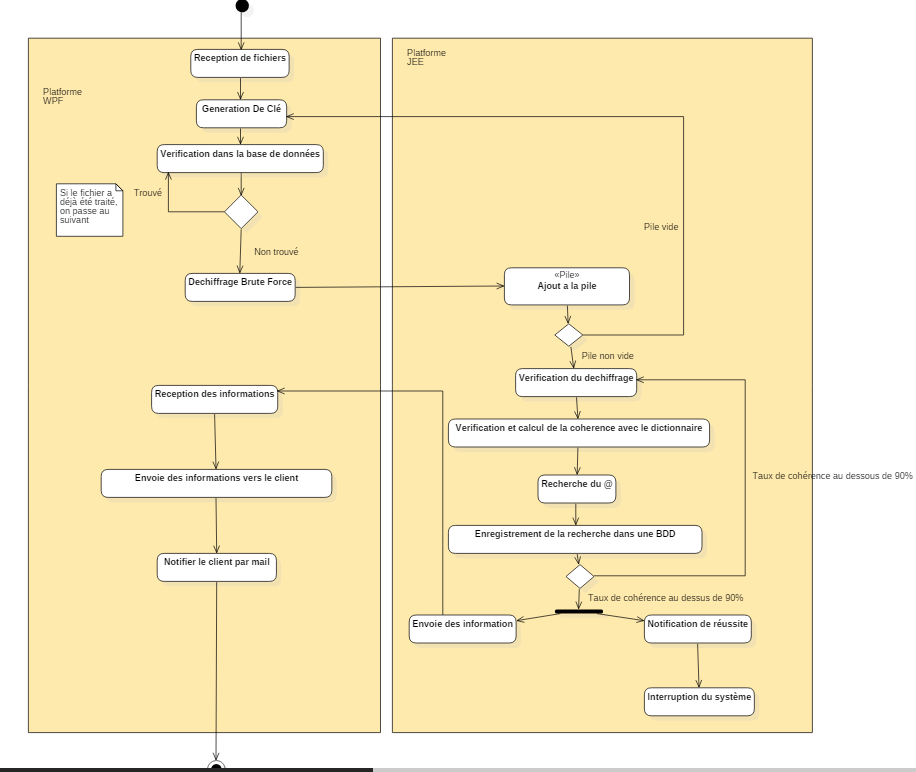 Reception de fichiers
Platforme
WPF
Generation De Clé
Verification dans la base de données
Si le fichier a
déjà été traité,
on passe au
suivant
Trouvé
Non trouvé
Dechiffrage Brute Force
Reception des informations
Envoie des informations vers le client
Notifier le client par mail
Platforme
JEE
Pile vide
«Pile»
Ajout a la pile
Pile non vide
Verification du dechiffrage
Verification et calcul de la coherence avec le dictionnaire
Recherche du @
Taux de cohérence au dessous de 90%
Enregistrement de la recherche dans une BDD
Taux de cohérence au dessus de 90%
Envoie des information
Notification de réussite
Interruption du système